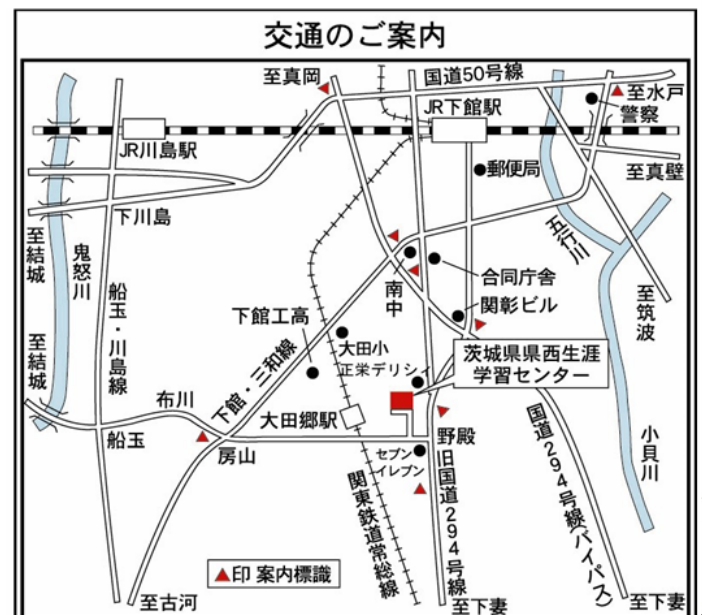 交通のご案内
至真岡
国道50号線
JR下館駅
至水戸
警察
JR川島駅
郵便局
至真壁
下川島
至結城
鬼怒川
五行川
南中
合同庁舎
至筑波
船玉・川島線
関彰ビル
下館工高
至結城
大田小
正栄デリシィ
茨城県県西生涯
学習センター
下館・三和線
布川
大田郷駅
国道294号線(バイパス)
船玉
房山
野殿
小貝川
セブン
イレブン
旧国道294号線
関東鉄道常総線
▲印 案内標識
至古河
至下妻
至下妻